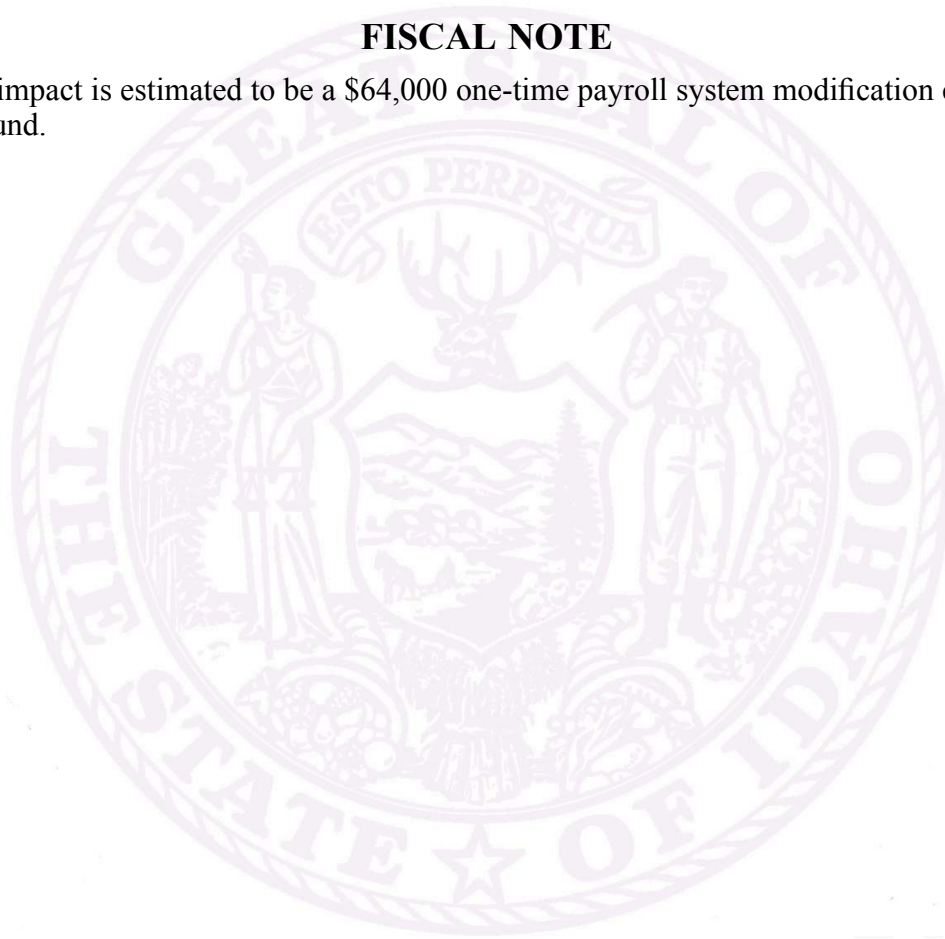 FISCAL NOTE
impact is estimated to be a $64,000 one-time payroll system modification
und.
GREAT SEAL OF
ESTO PERPETUA
THE STATE OF IDAHO